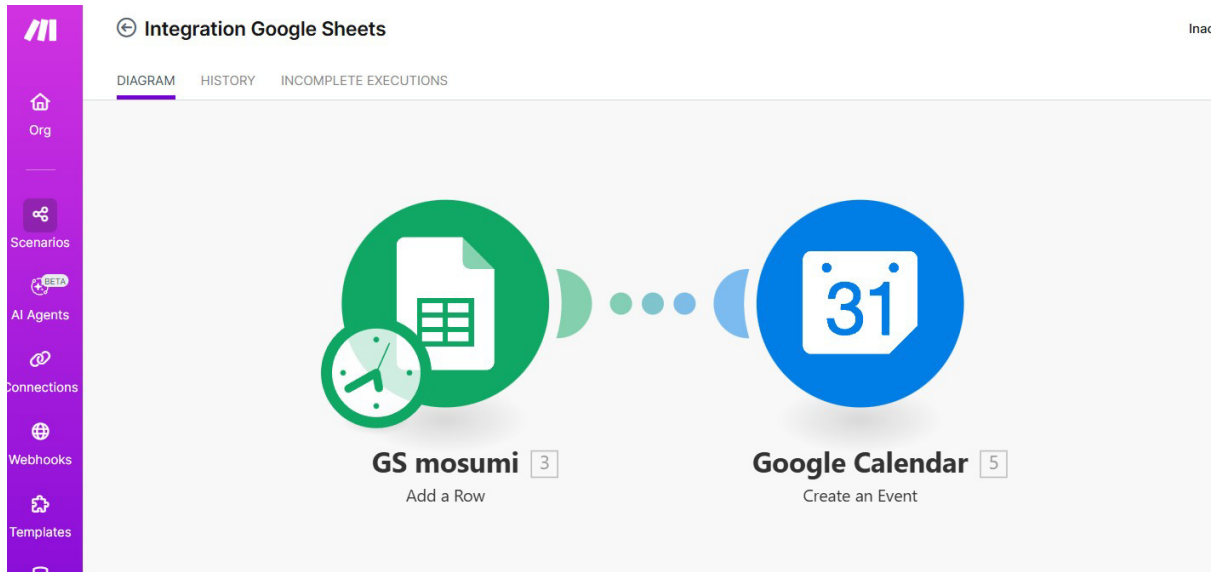 Integration Google Sheets
DIAGRAM HISTORY INCOMPLETE EXECUTIONS
Org
Scenarios
BETA
AI Agents
Connections
Webhooks
Templates
31
GS mosumi 3
Add a Row
Google Calendar 5
Create an Event